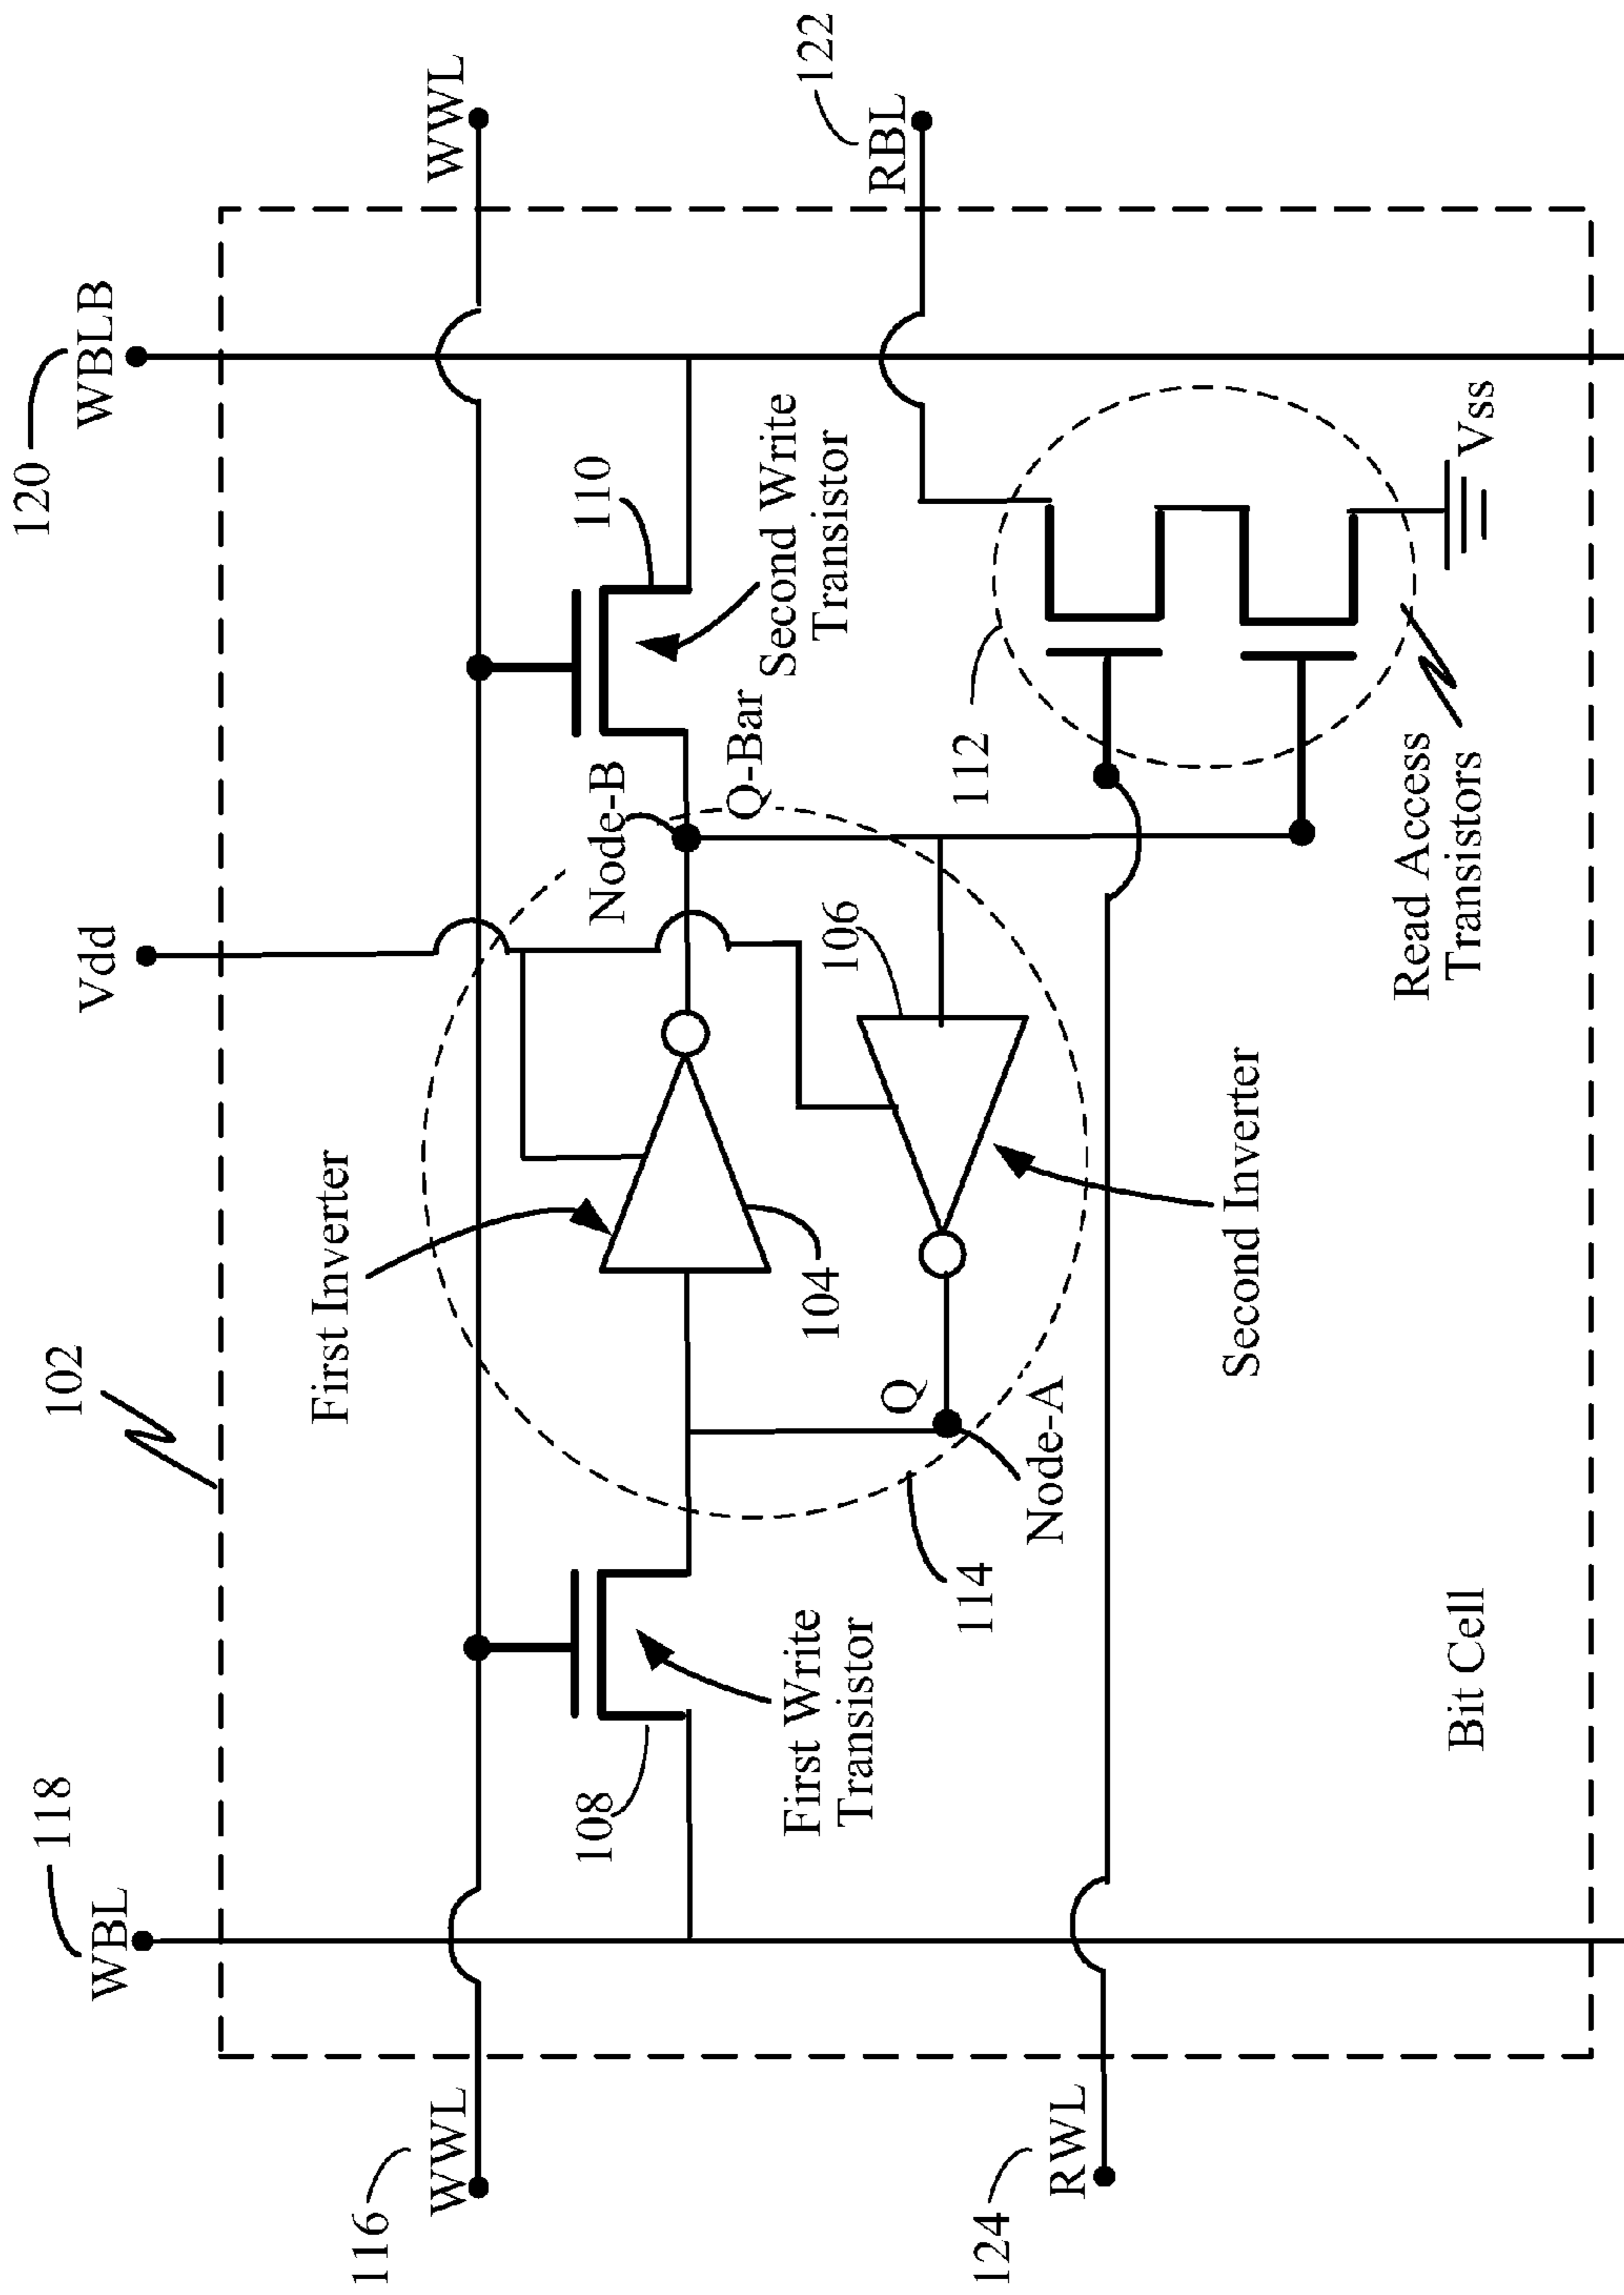 118
WBL
Vdd
120
WBLB
102
116
WWL
WWL
First Inverter
Node-B
Q-Bar
110
Second Write
Transistor
108
First Write
Transistor
104
106
Q
122
RBL
114
Node-A
112
124
RWL
Second Inverter
Read Access
Transistors
Vss
Bit Cell